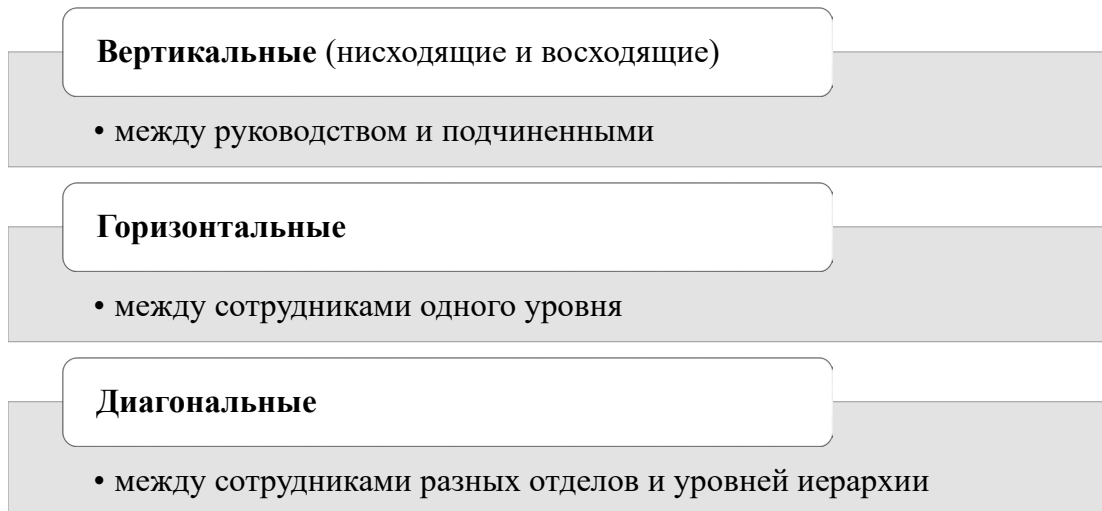 Вертикальные (нисходящие и восходящие)
• между руководством и подчиненными
Горизонтальные
• между сотрудниками одного уровня
Диагональные
• между сотрудниками разных отделов и уровней иерархии